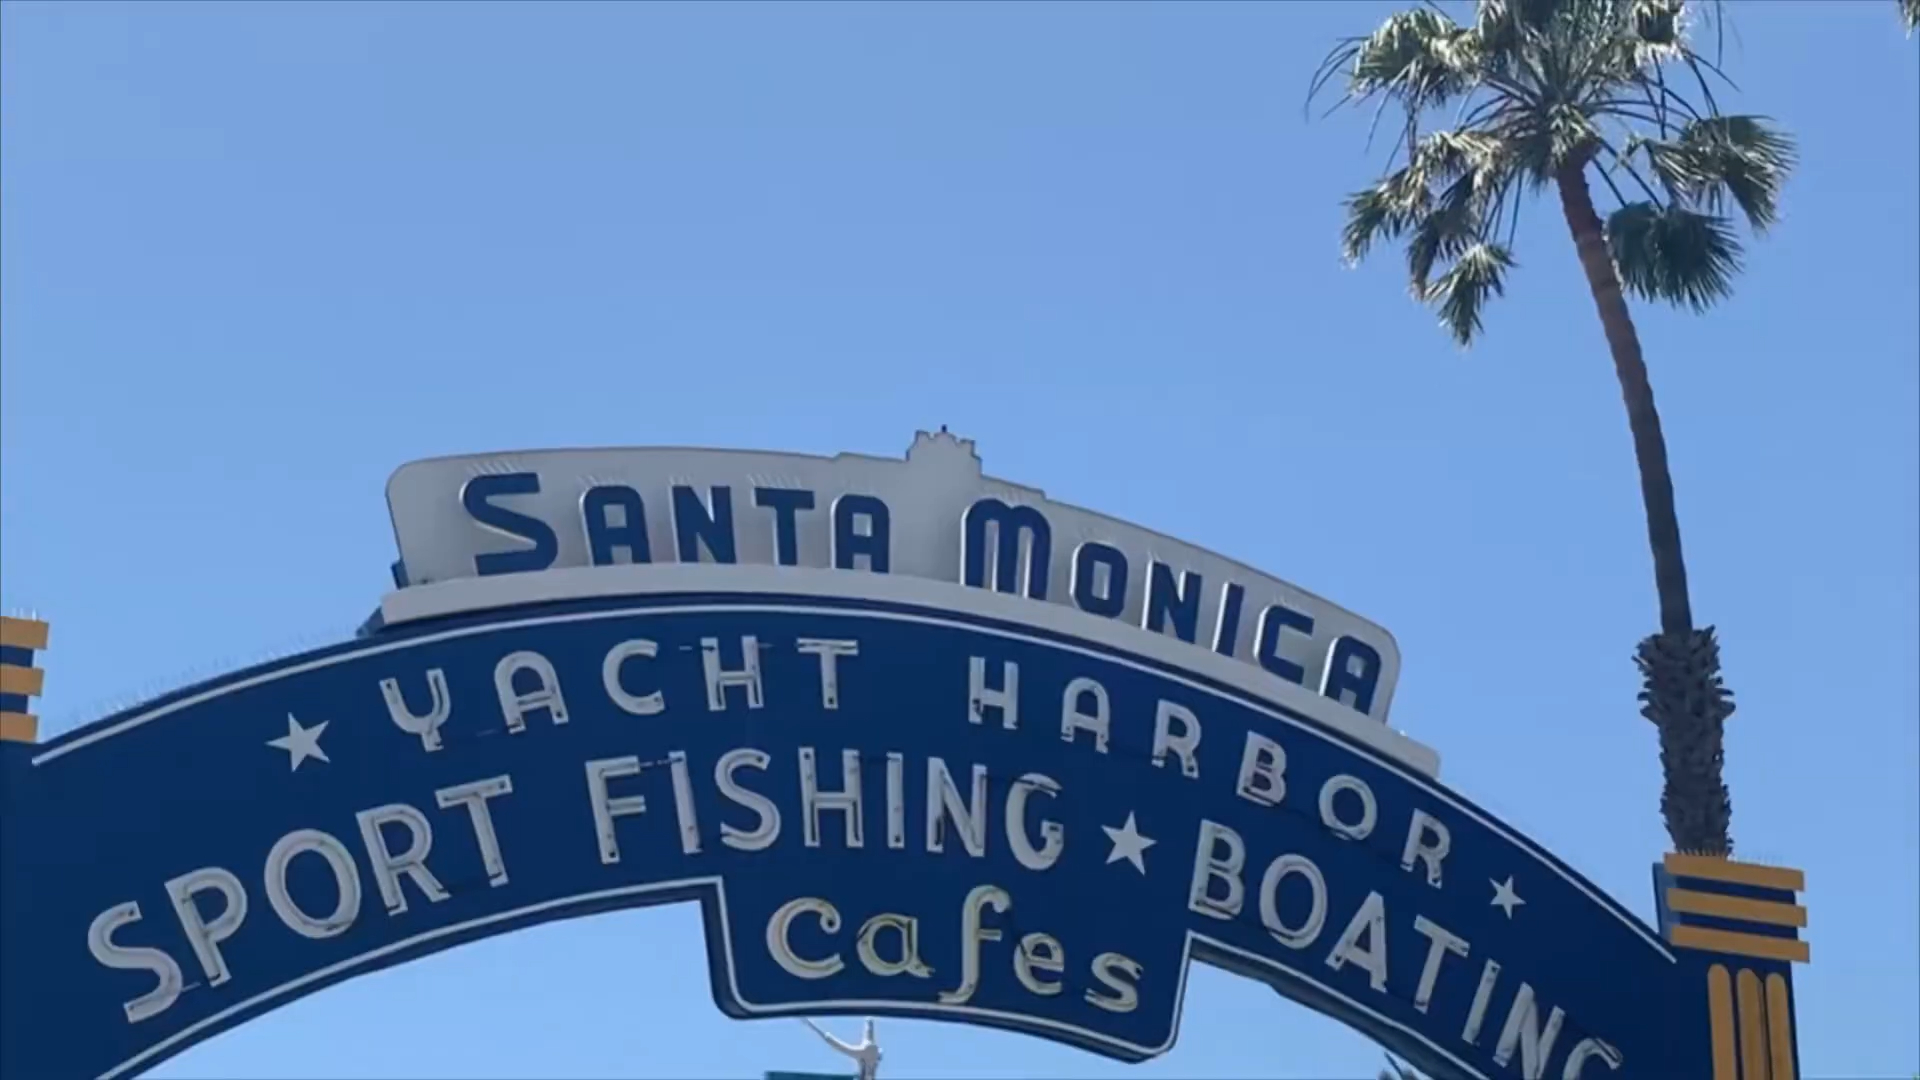 SANTA MONICA
★ YACHT HARBOR ★
SPORT FISHING ★ BOATING
cafes